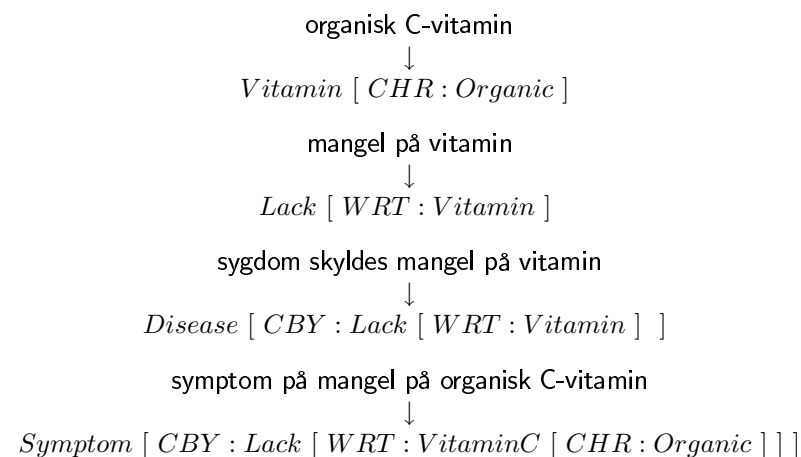 organisk C-vitamin
↓
Vitamin [ CHR : Organic ]
mangel på vitamin
↓
Lack [ WRT : Vitamin ]
sygdom skyldes mangel på vitamin
↓
Disease [ CBY : Lack [ WRT : Vitamin ] ]
symptom på mangel på organisk C-vitamin
↓
Symptom [ CBY : Lack [ WRT : VitaminC [ CHR : Organic ] ] ]